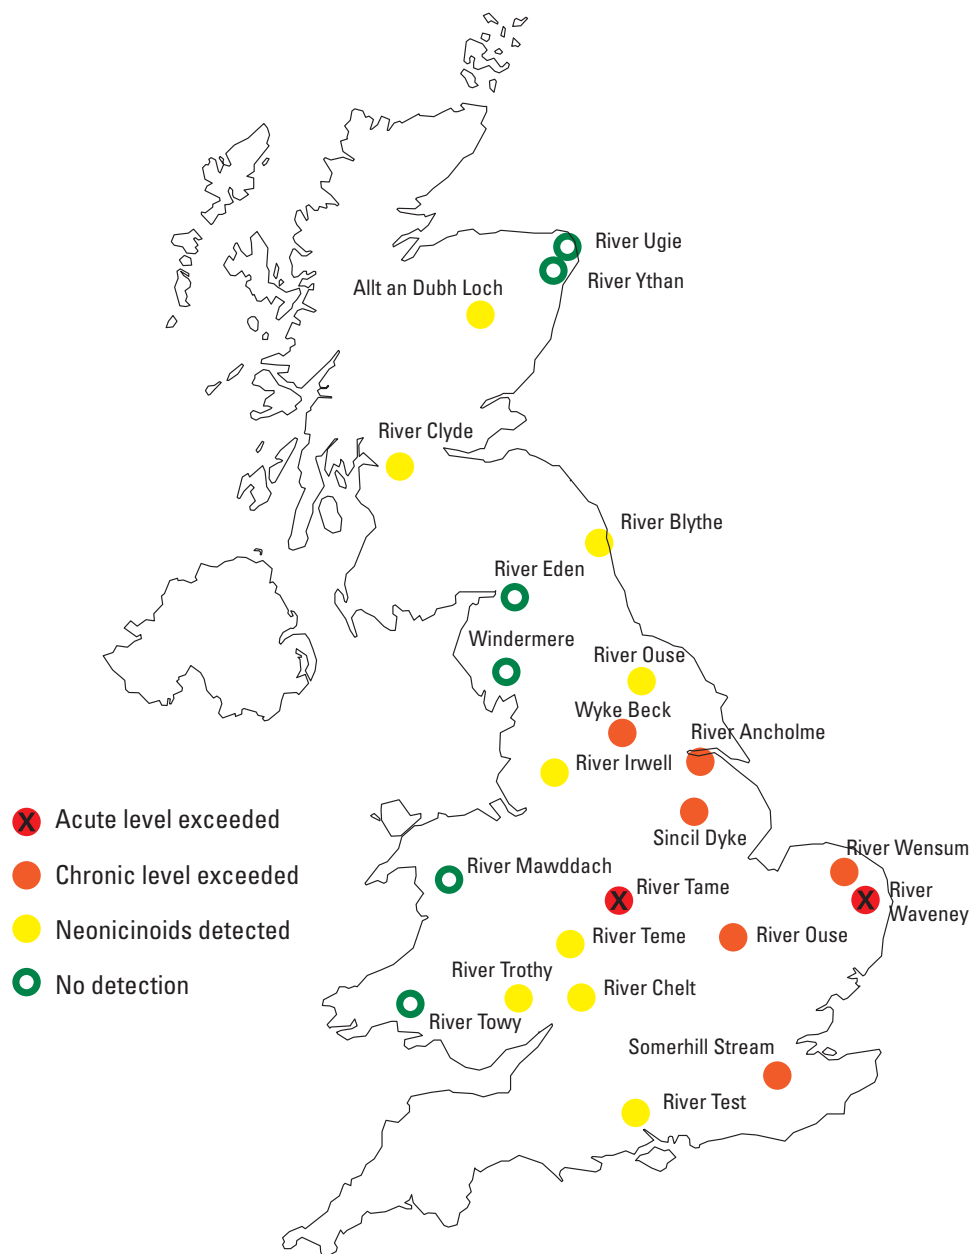 River Ugie
River Ythan
Allt an Dubh Loch
River Clyde
River Blythe
River Eden
Windermere
River Ouse
Wyke Beck
River Ancholme
River Irwell
X Acute level exceeded
Sincil Dyke
River Wensum
Chronic level exceeded
River Mawddach
River Tame
X
X
River
Waveney
Neonicinoids detected
River Teme
River Ouse
River Trothy
No detection
River Chelt
River Towy
Somerhill Stream
River Test